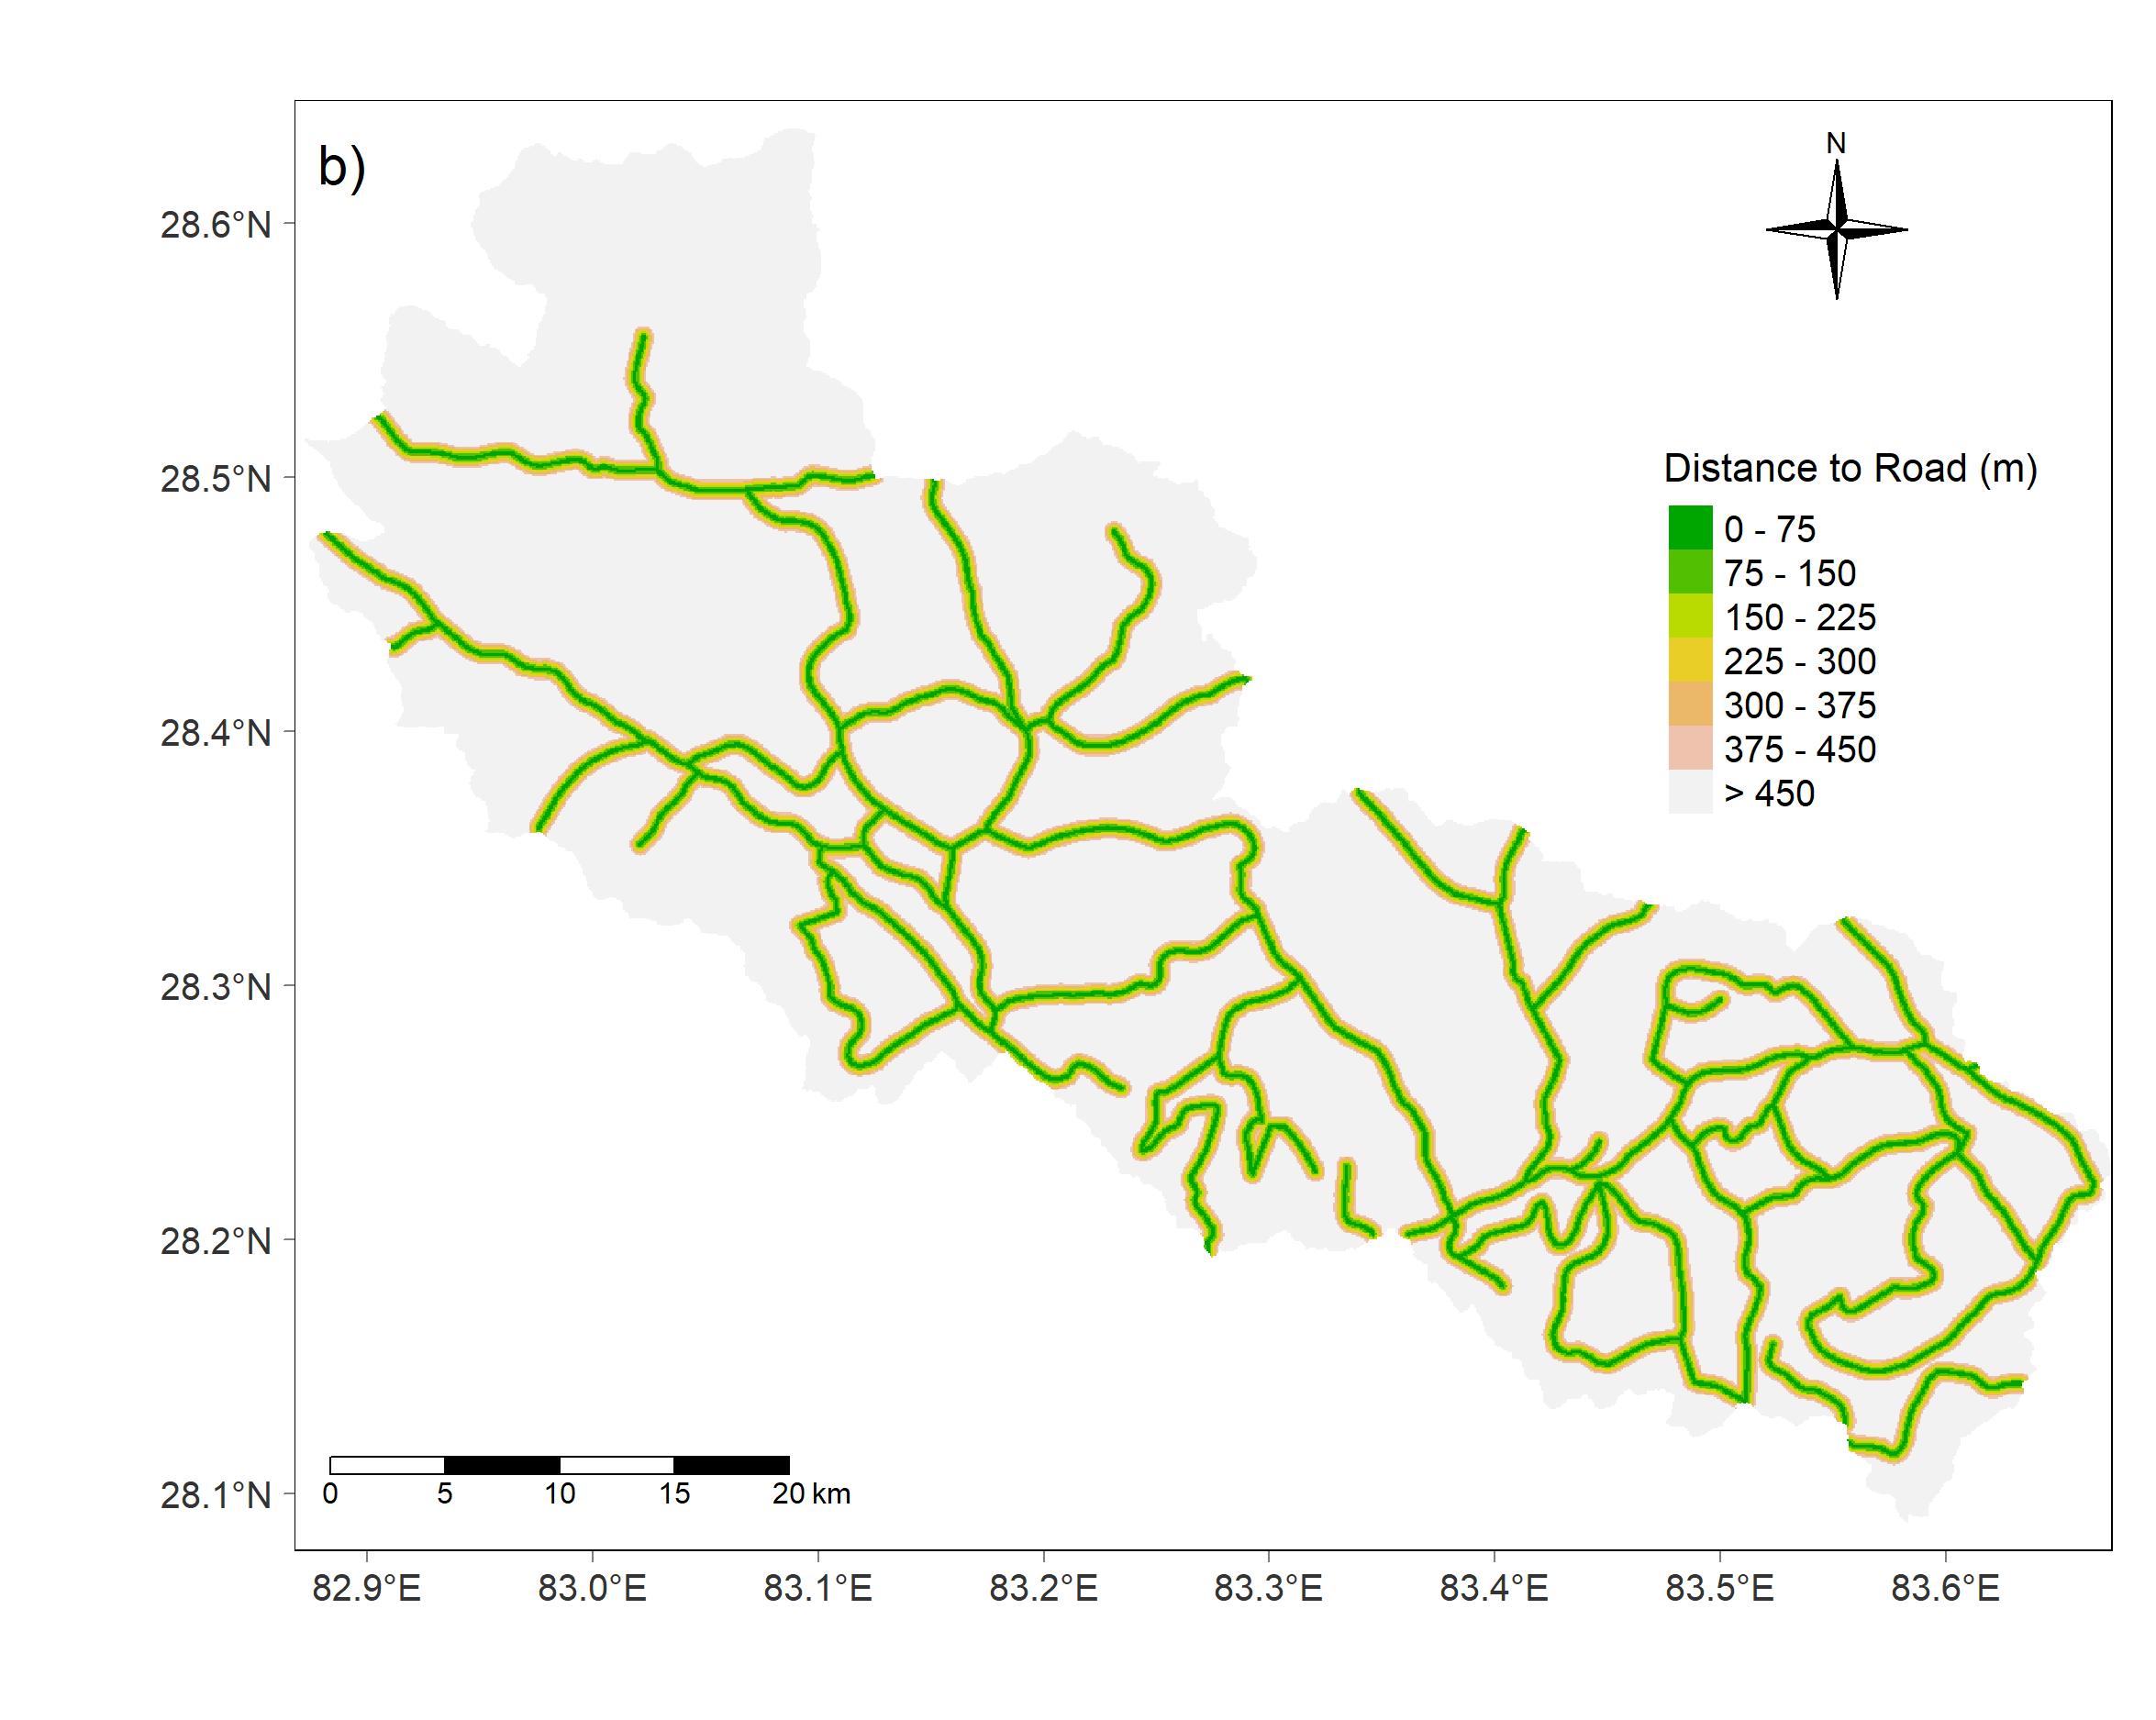 b)
N
28.6°N
28.5°N
28.4°N
28.3°N
28.2°N
28.1°N
Distance to Road (m)
0 - 75
75 - 150
150 - 225
225 - 300
300 - 375
375 - 450
> 450
0 5 10 15 20 km
82.9°E 83.0°E 83.1°E 83.2°E 83.3°E 83.4°E 83.5°E 83.6°E